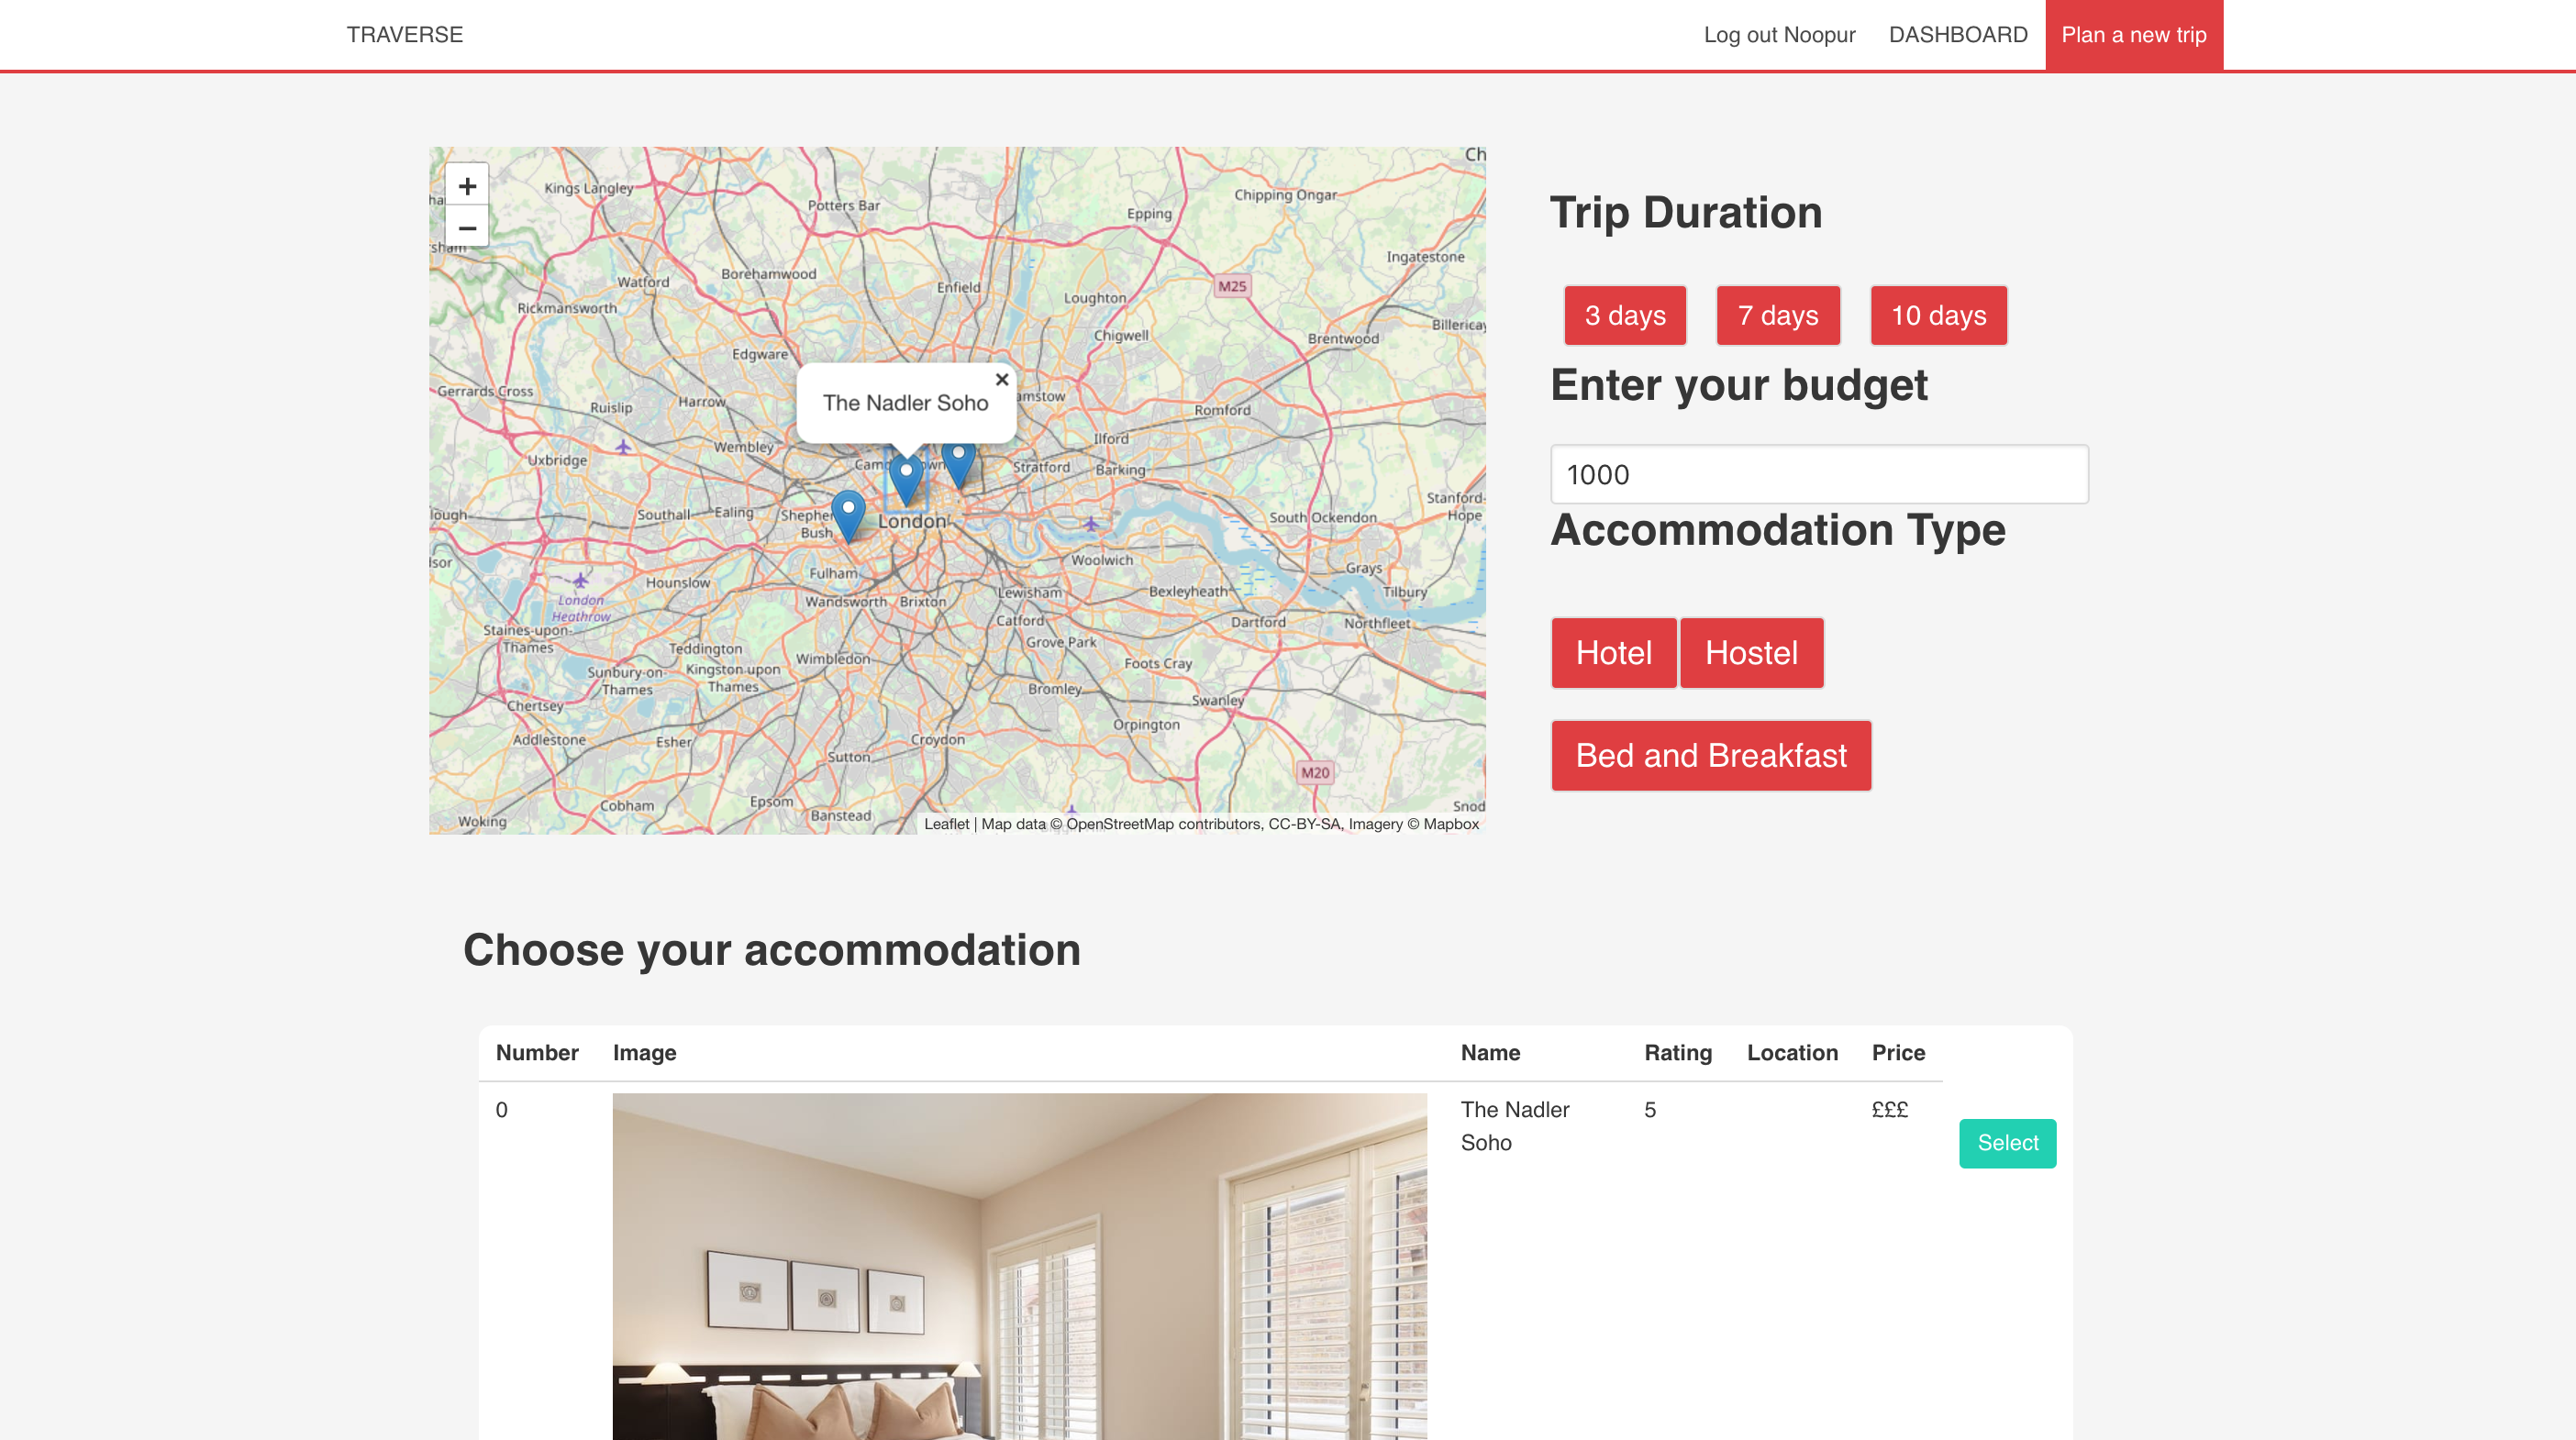 TRAVERSE
Log out Noopur
DASHBOARD
Plan a new trip
+
−
Kings Langley
Potters Bar
Epping
Chipping Ongar
Ch
Ingatestone
Watford
Borehamwood
Enfield
Loughton
M25
Rickmansworth
Chigwell
Billericay
Brentwood
Edgware
Gerrards Cross
Ruislip
Harrow
The Nadler Soho
×
amstow
Romford
Wembley
Ilford
Uxbridge
Stratford
Barking
Stanford-
Hope
lough
Southall
Ealing
Shepher
Bush
London
South Ockendon
Woolwich
Grays
Tilbury
lsor
Hounslow
Fulham
London
Heathrow
Wandsworth
Brixton
Lewisham
Bexleyheath
Catford
Dartford
Northfleet
Staines-upon-
Thames
Teddington
Grove Park
Wimbledon
Foots Cray
Sunbury-on-
Thames
Kingston upon
Thames
Bromley
Swanley
Chertsey
Orpington
Addlestone
Esher
Croydon
Sutton
M20
Cobham
Epsom
Banstead
Snod
Woking
Leaflet | Map data © OpenStreetMap contributors, CC-BY-SA, Imagery © Mapbox
Trip Duration
3 days
7 days
10 days
Enter your budget
1000
Accommodation Type
Hotel
Hostel
Bed and Breakfast
Choose your accommodation
Number Image Name Rating Location Price
0 The Nadler 5 £££
Soho
Select